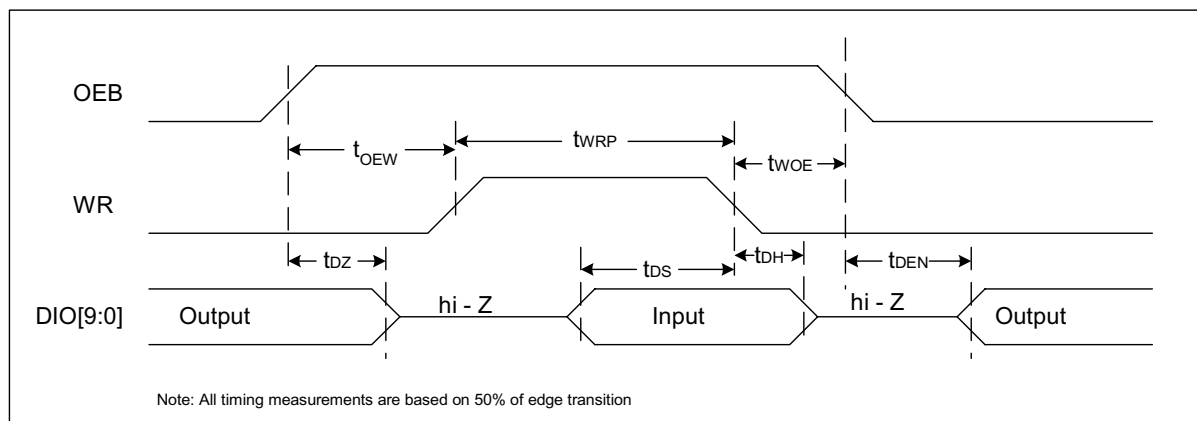 OEB
tOEW
tWRP
tWOE
WR
tDZ
tDS
tDH
tDEN
DIO[9:0]
Output
hi - Z
Input
hi - Z
Output
Note: All timing measurements are based on 50% of edge transition